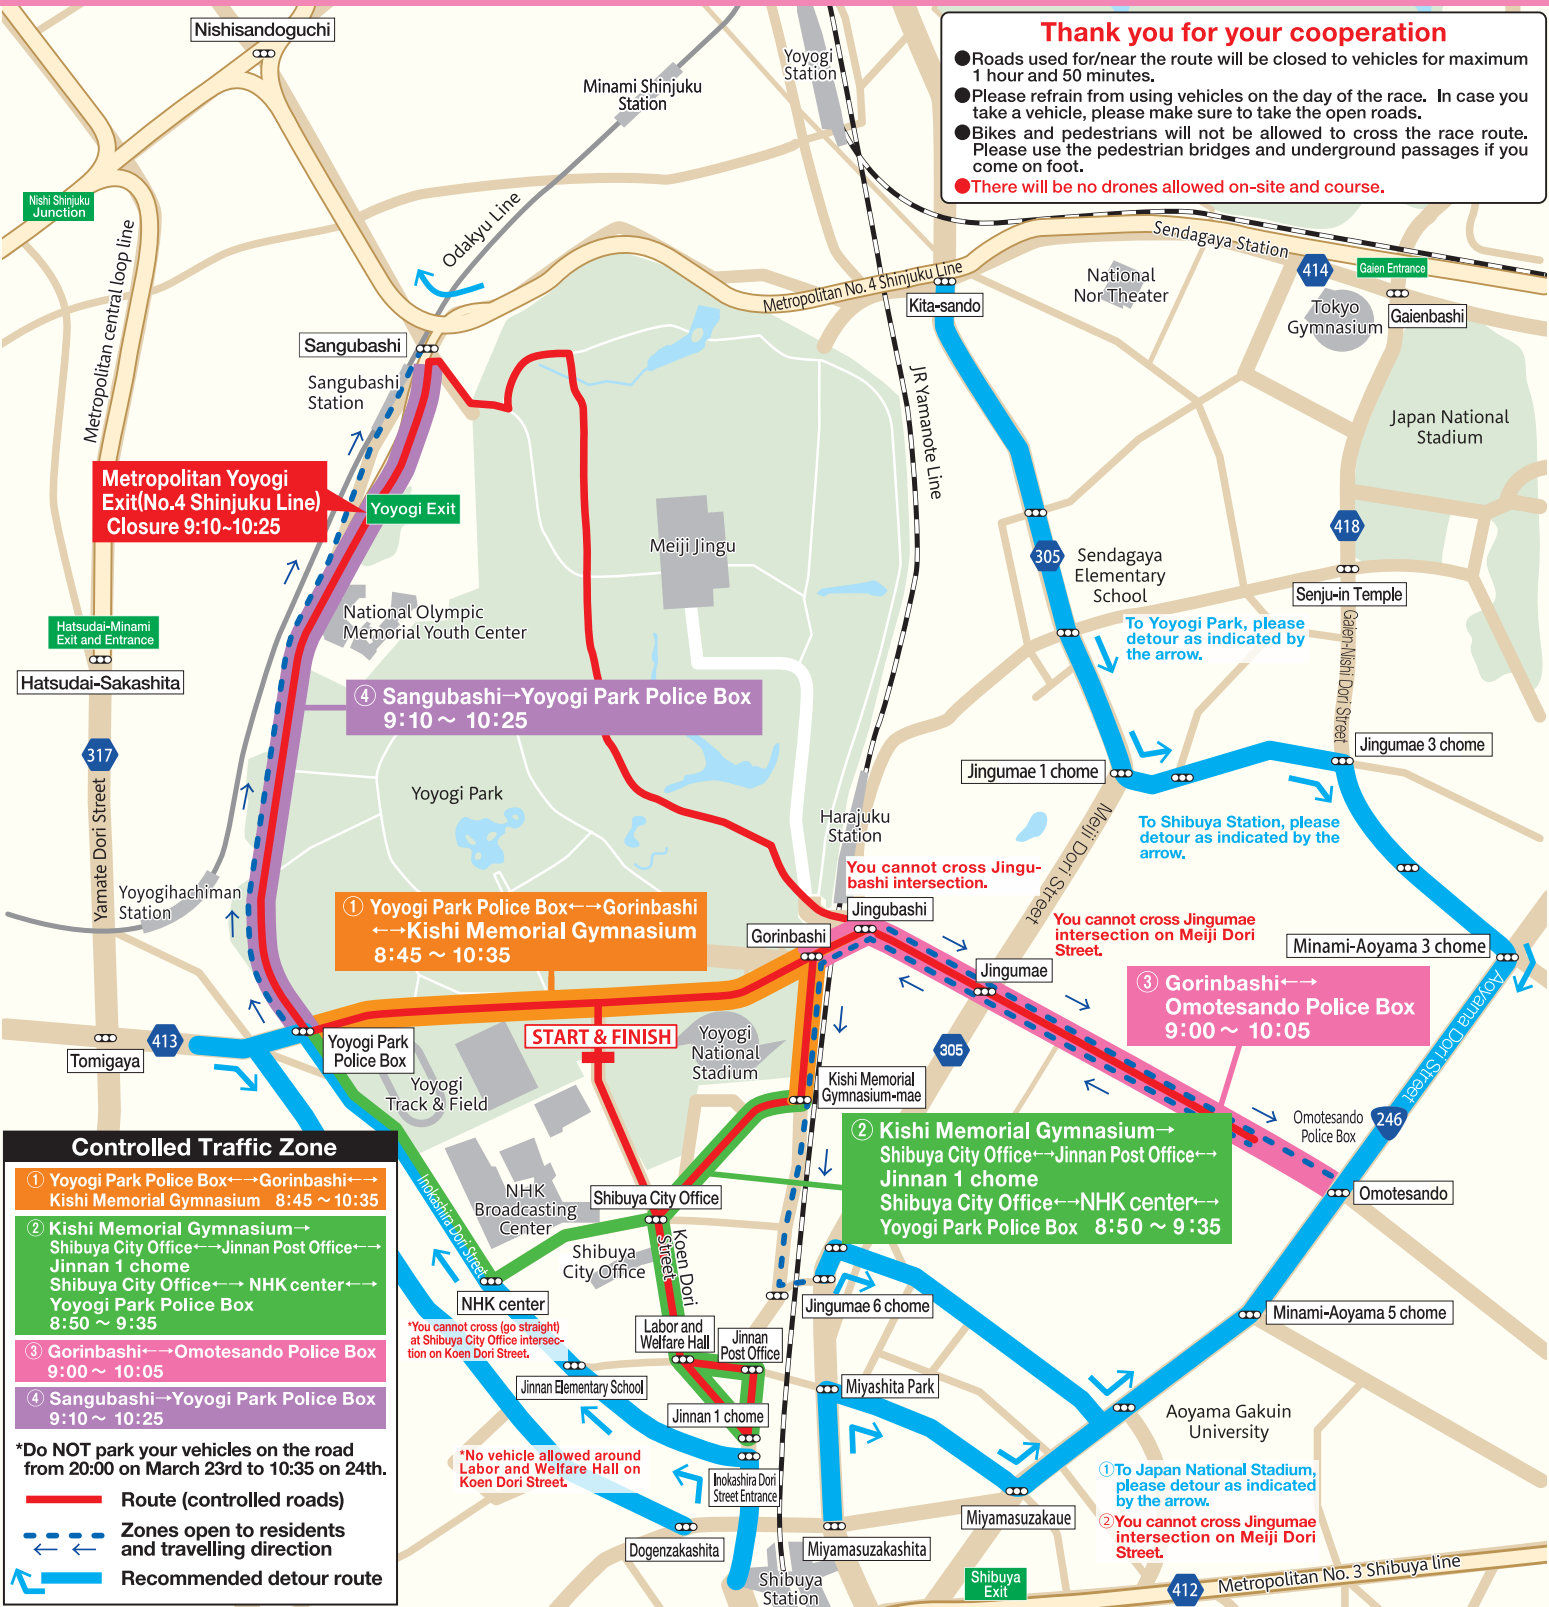 Nishisandoguchi
Yoyogi
Station
Minami Shinjuku
Station
Thank you for your cooperation
●Roads used for/near the route will be closed to vehicles for maximum
1 hour and 50 minutes.
●Please refrain from using vehicles on the day of the race. In case you
take a vehicle, please make sure to take the open roads.
●Bikes and pedestrians will not be allowed to cross the race route.
Please use the pedestrian bridges and underground passages if you
come on foot.
●There will be no drones allowed on-site and course.
Nishi Shinjuku
Junction
Odakyu Line
Metropolitan central loop line
Metropolitan No. 4 Shinjuku Line
Sendagaya Station
414
Gaien Entrance
National
Nor Theater
Tokyo
Gymnasium
Gaienbashi
Kita-sando
Sangubashi
Sangubashi
Station
JR Yamanote Line
Japan National
Stadium
Metropolitan Yoyogi
Exit(No.4 Shinjuku Line)
Closure 9:10~10:25
Yoyogi Exit
Meiji Jingu
418
305
Sendagaya
Elementary
School
Senju-in Temple
Hatsudai-Minami
Exit and Entrance
National Olympic
Memorial Youth Center
To Yoyogi Park, please
detour as indicated by
the arrow.
Gaien-Nishi Dori Street
Hatsudai-Sakashita
④ Sangubashi→Yoyogi Park Police Box
9:10～ 10:25
317
Jingumae 3 chome
Jingumae 1 chome
Yamate Dori Street
Yoyogi Park
Harajuku
Station
Meiji Dori Street
To Shibuya Station, please
detour as indicated by the
arrow.
Yoyogihachiman
Station
You cannot cross Jingu-
bashi intersection.
① Yoyogi Park Police Box←→Gorinbashi
←→Kishi Memorial Gymnasium
8:45 ～ 10:35
Jingubashi
Gorinbashi
You cannot cross Jingumae
intersection on Meiji Dori
Street.
Minami-Aoyama 3 chome
Jingumae
③ Gorinbashi←→
Omotesando Police Box
9:00 ～ 10:05
Aoyama Dori Street
413
Tomigaya
Yoyogi Park
Police Box
START & FINISH
Yoyogi
National
Stadium
305
Yoyogi
Track & Field
Kishi Memorial
Gymnasium-mae
Omotesando
Police Box
246
② Kishi Memorial Gymnasium→
Shibuya City Office←→Jinnan Post Office←→
Jinnan 1 chome
Shibuya City Office←→NHK center←→
Yoyogi Park Police Box 8:50 ～ 9:35
Controlled Traffic Zone
① Yoyogi Park Police Box←→Gorinbashi←→
Kishi Memorial Gymnasium 8:45 ～10:35
② Kishi Memorial Gymnasium→
Shibuya City Office←→Jinnan Post Office←→
Jinnan 1 chome
Shibuya City Office←→ NHK center←→
Yoyogi Park Police Box
8:50 ～ 9:35
③ Gorinbashi←→Omotesando Police Box
9:00 ～ 10:05
④ Sangubashi→Yoyogi Park Police Box
9:10～ 10:25
*Do NOT park your vehicles on the road
from 20:00 on March 23rd to 10:35 on 24th.
Route (controlled roads)
Zones open to residents
and travelling direction
Recommended detour route
Inokashira Dori Street
NHK
Broadcasting
Center
Shibuya City Office
Omotesando
Shibuya
City Office
Koen Dori
Street
NHK center
Jingumae 6 chome
Minami-Aoyama 5 chome
*You cannot cross (go straight)
at Shibuya City Office intersec-
tion on Koen Dori Street.
Labor and
Welfare Hall
Jinnan
Post Office
Jinnan Elementary School
Miyashita Park
Jinnan 1 chome
Aoyama Gakuin
University
*No vehicle allowed around
Labor and Welfare Hall on
Koen Dori Street.
Inokashira Dori
Street Entrance
①To Japan National Stadium,
please detour as indicated
by the arrow.
②You cannot cross Jingumae
intersection on Meiji Dori
Street.
Miyamasuzakaue
Dogenzakashita
Miyamasuzakashita
Shibuya
Station
Shibuya
Exit
412
Metropolitan No. 3 Shibuya line